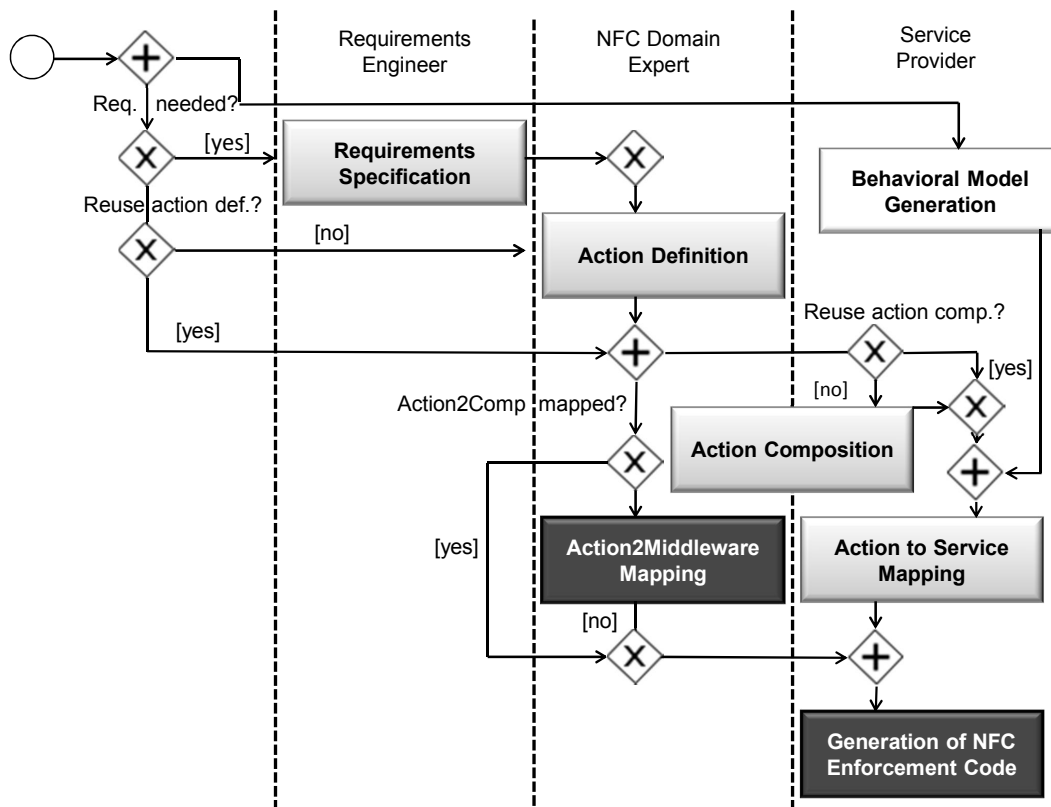 Requirements
Engineer
NFC Domain
Expert
Service
Provider
Req. needed?
[yes]
Requirements
Specification
Behavioral Model
Generation
Reuse action def.?
[no]
Action Definition
[yes]
Reuse action comp.?
[yes]
[no]
Action2Comp mapped?
Action Composition
[yes]
Action2Middleware
Mapping
Action to Service
Mapping
[no]
Generation of NFC
Enforcement Code